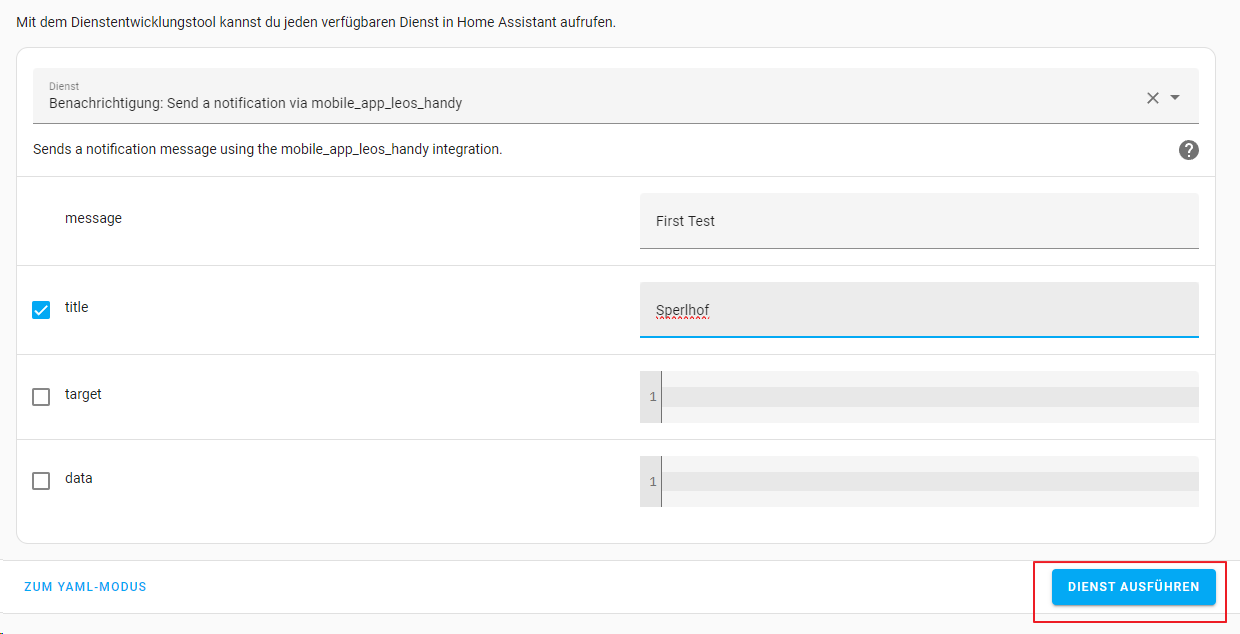 Mit dem Dienstentwicklungstool kannst du jeden verfügbaren Dienst in Home Assistant aufrufen.
Dienst
Benachrichtigung: Send a notification via mobile_app_leos_handy
Sends a notification message using the mobile_app_leos_handy integration.
message
First Test
title
Sperlhof
target
1
data
1
ZUM YAML-MODUS
DIENST AUSFÜHREN